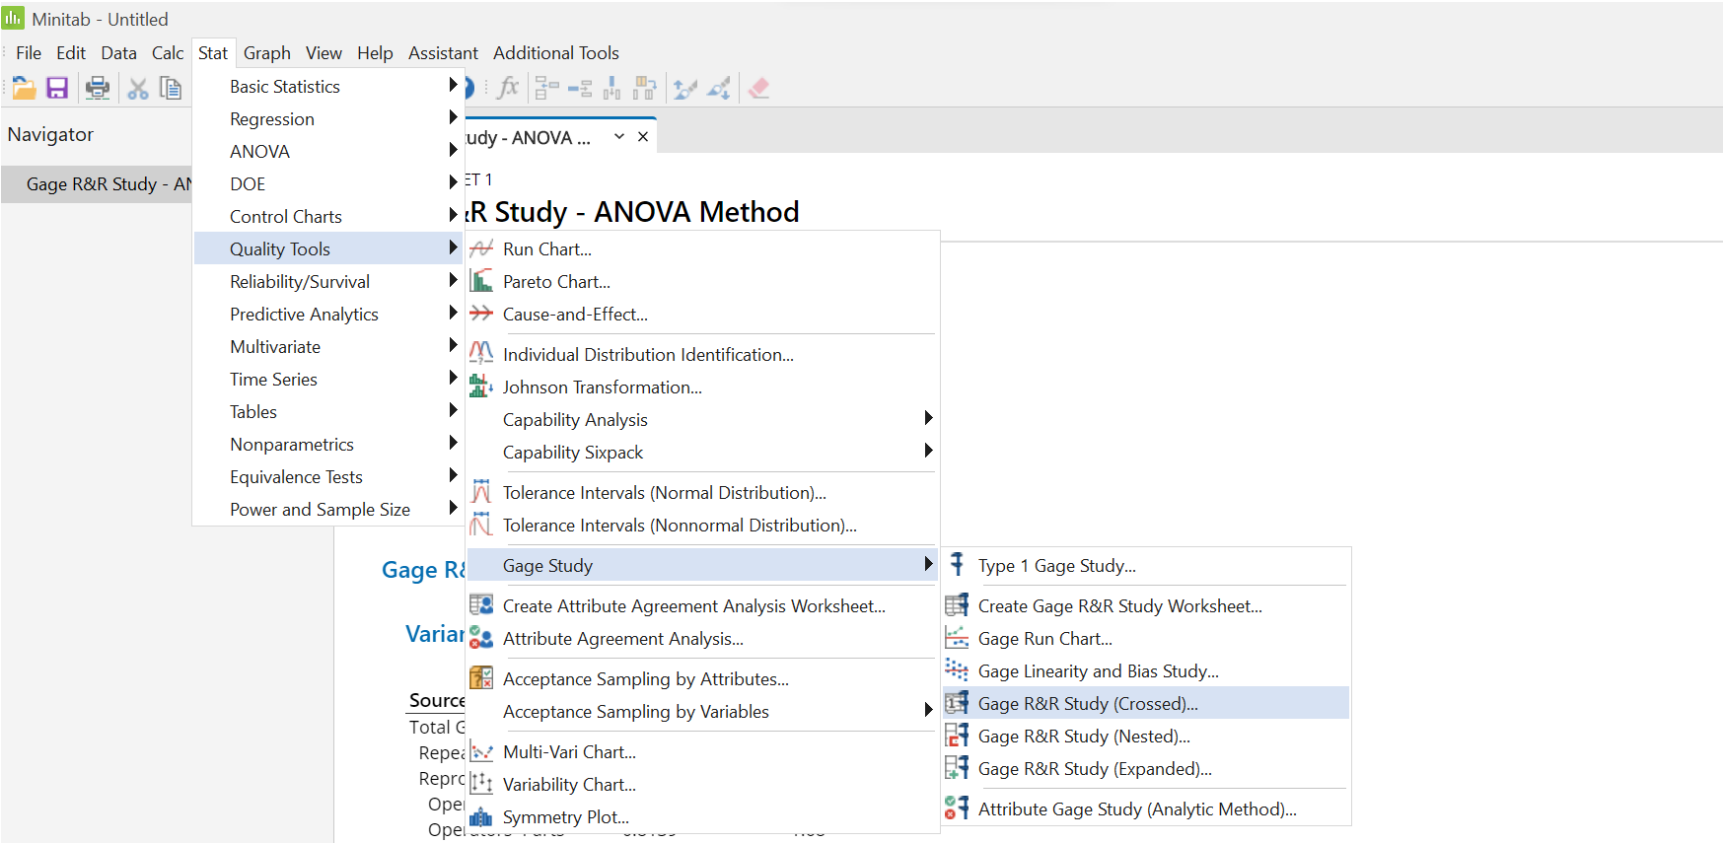 Minitab - Untitled
File Edit Data Calc Stat Graph View Help Assistant Additional Tools
fx
Navigator
Gage R&R Study - AN
Basic Statistics
Regression
ANOVA
DOE
Control Charts
Quality Tools
Reliability/Survival
Predictive Analytics
Multivariate
Time Series
Tables
Nonparametrics
Equivalence Tests
Power and Sample Size
tudy - ANOVA ...
ET 1
R Study - ANOVA Method
Run Chart...
Pareto Chart...
Cause-and-Effect...
Individual Distribution Identification...
Johnson Transformation...
Capability Analysis
Capability Sixpack
Tolerance Intervals (Normal Distribution)...
Tolerance Intervals (Nonnormal Distribution)...
Gage Study
Create Attribute Agreement Analysis Worksheet...
Attribute Agreement Analysis...
Acceptance Sampling by Attributes...
Acceptance Sampling by Variables
Multi-Vari Chart...
Variability Chart...
Symmetry Plot...
Type 1 Gage Study...
Create Gage R&R Study Worksheet...
Gage Run Chart...
Gage Linearity and Bias Study...
Gage R&R Study (Crossed)...
Gage R&R Study (Nested)...
Gage R&R Study (Expanded)...
Attribute Gage Study (Analytic Method)...
Gage R&
Varian
Source
Total G
Repea
Repro
Oper